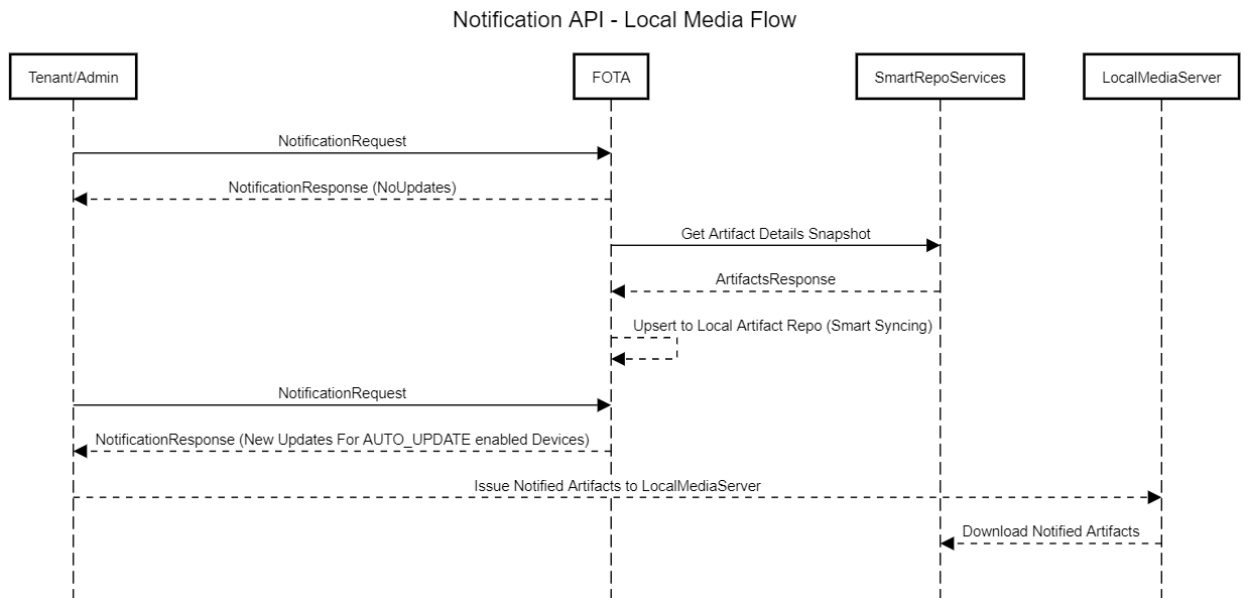 Notification API - Local Media Flow
Tenant/Admin
FOTA
SmartRepoServices
LocalMediaServer
NotificationRequest
NotificationResponse (NoUpdates)
Get Artifact Details Snapshot
ArtifactsResponse
Upsert to Local Artifact Repo (Smart Syncing)
NotificationRequest
NotificationResponse (New Updates For AUTO_UPDATE enabled Devices)
Issue Notified Artifacts to LocalMediaServer
Download Notified Artifacts